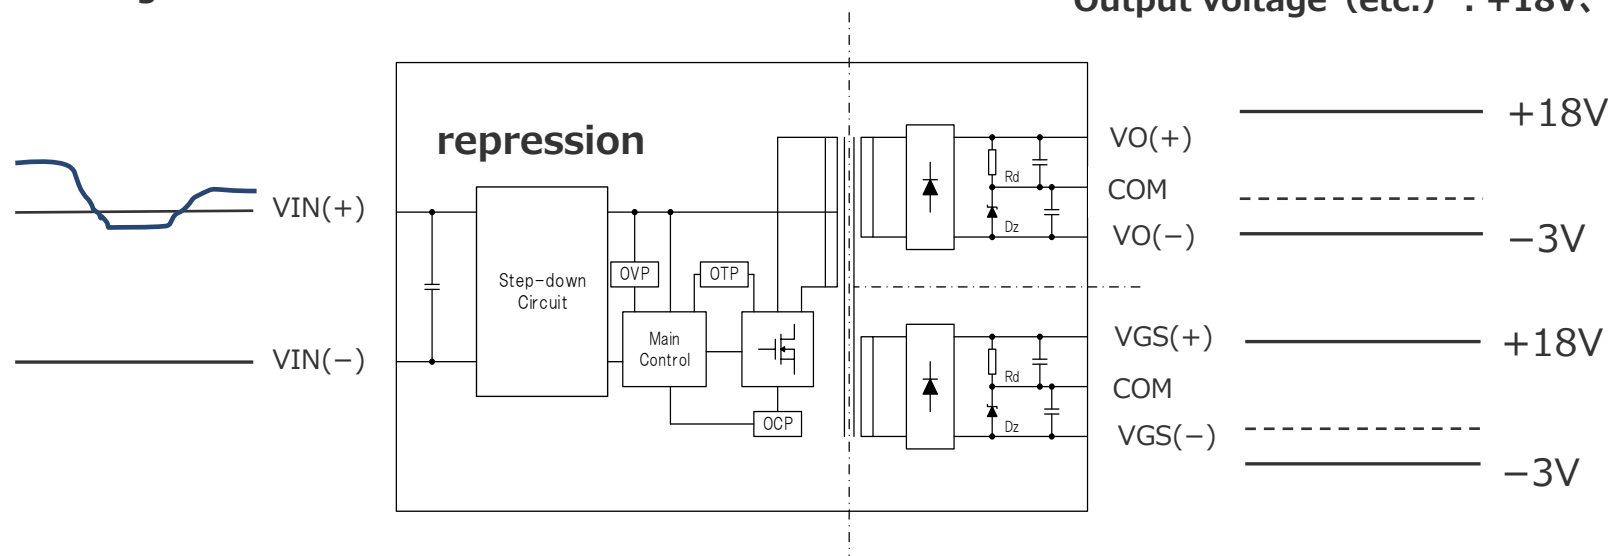 Output voltage (etc.) : +18V、
repression
VIN(+)
VIN(−)
Step-down
Circuit
OVP
OTP
Main
Control
OCP
Rd
Dz
Rd
Dz
VO(+)
COM
VO(−)
VGS(+)
COM
VGS(−)
+18V
−3V
+18V
−3V